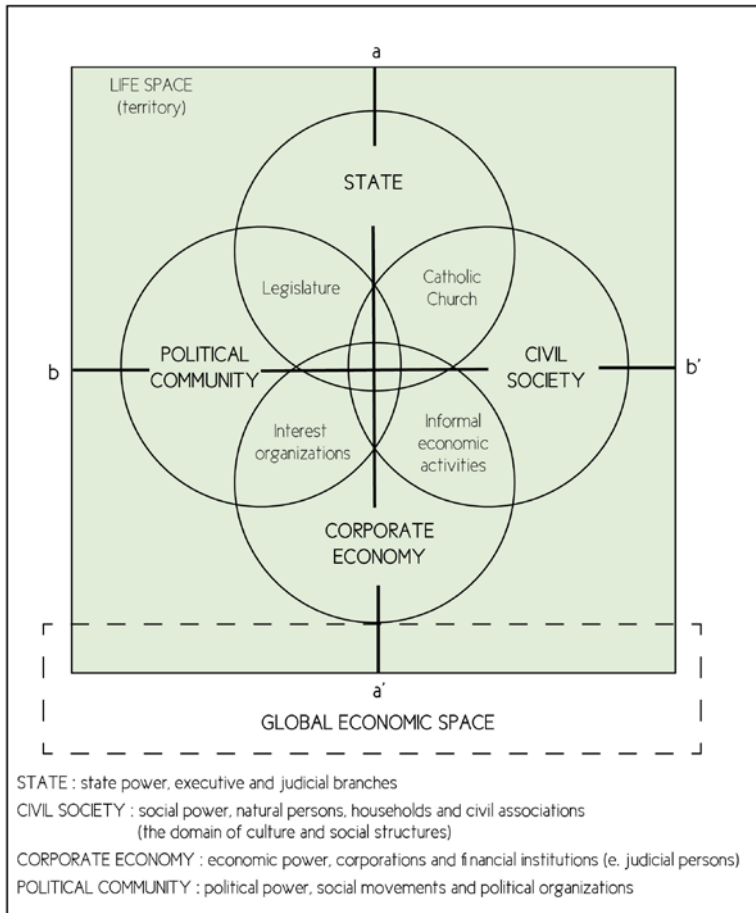 a
LIFE SPACE
(territory)
STATE
Legislature
Catholic
Church
b
POLITICAL
COMMUNITY
CIVIL
SOCIETY
b'
Interest
organizations
Informal
economic
activities
CORPORATE
ECONOMY
a'
GLOBAL ECONOMIC SPACE
STATE : state power, executive and judicial branches
CIVIL SOCIETY : social power, natural persons, households and civil associations
(the domain of culture and social structures)
CORPORATE ECONOMY : economic power, corporations and financial institutions (e. judicial persons)
POLITICAL COMMUNITY : political power, social movements and political organizations